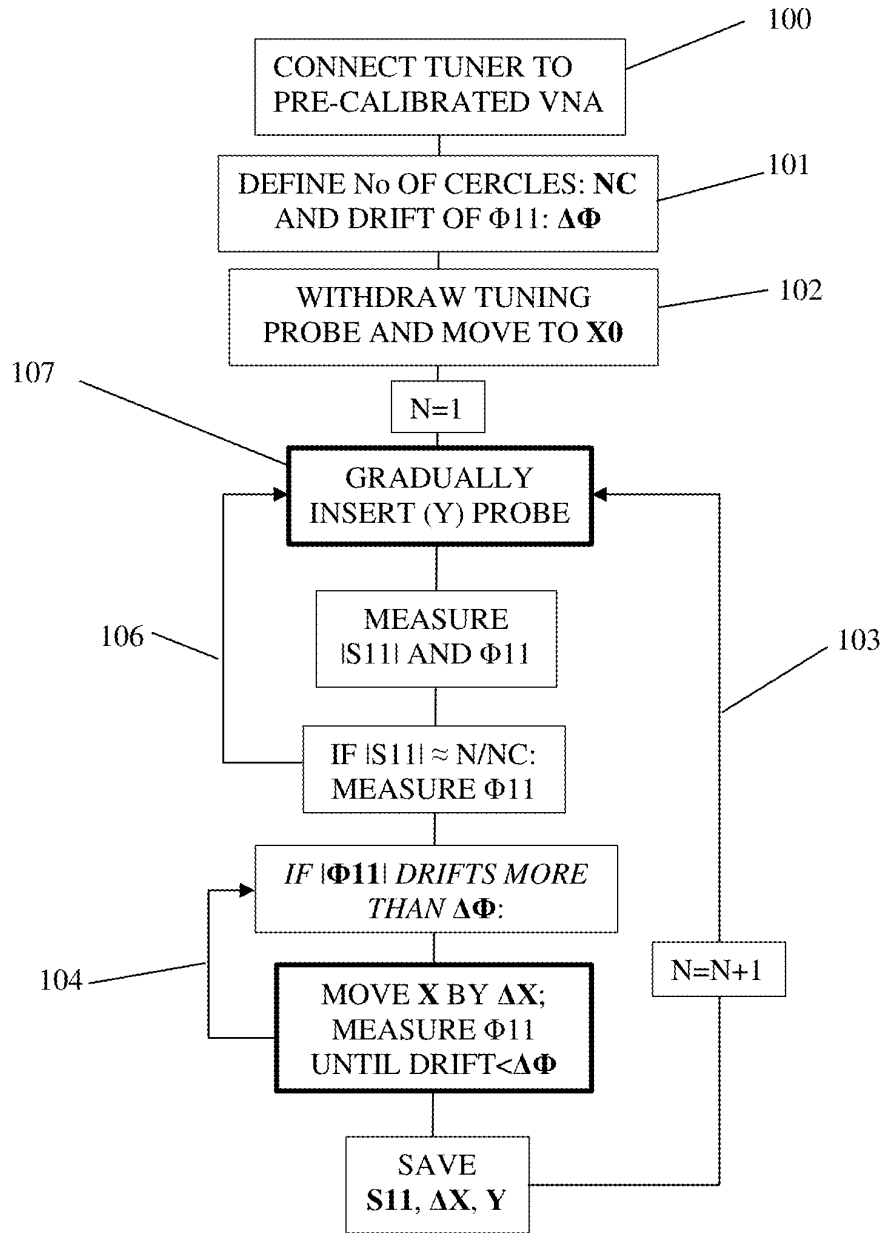 100
CONNECT TUNER TO
PRE-CALIBRATED VNA
101
DEFINE No OF CERCLES: NC
AND DRIFT OF Φ11: ΔΦ
102
WITHDRAW TUNING
PROBE AND MOVE TO X0
107
N=1
GRADUALLY
INSERT (Y) PROBE
MEASURE
|S11| AND Φ11
106
103
IF |S11| ≈ N/NC:
MEASURE Φ11
IF |Φ11| DRIFTS MORE
THAN ΔΦ:
104
N=N+1
MOVE X BY ΔX;
MEASURE Φ11
UNTIL DRIFT<ΔΦ
SAVE
S11, ΔX, Y